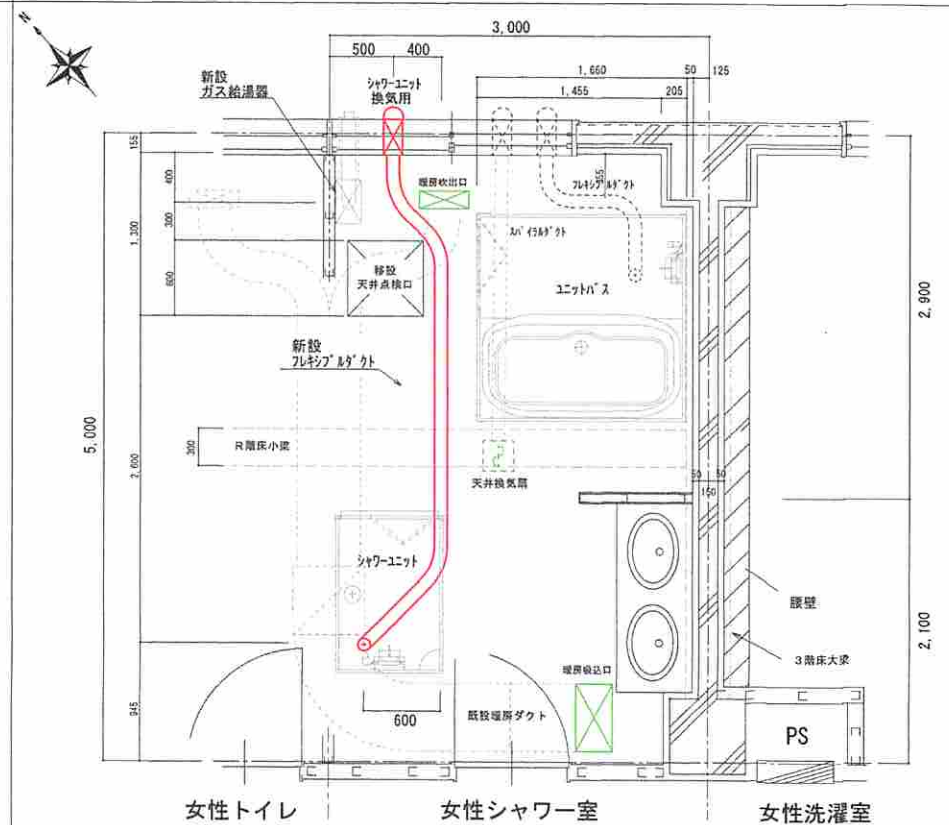 N
3,000
500
400
1,660
50
125
1,455
205
新設
ガス給湯器
シャワーユニット
換気用
155
400
1,300
300
600
暖房吹出口
フレキシブルダクト
355
スパイラルダクト
移設
天井点検口
ユニットバス
2,900
新設
フレキシブルダクト
5,000
2,600
300
R階床小梁
天井換気扇
50
50
150
シャワーユニット
腰壁
3階床大梁
2,100
945
暖房吸込口
600
既設暖房ダクト
PS
女性トイレ
女性シャワー室
女性洗濯室